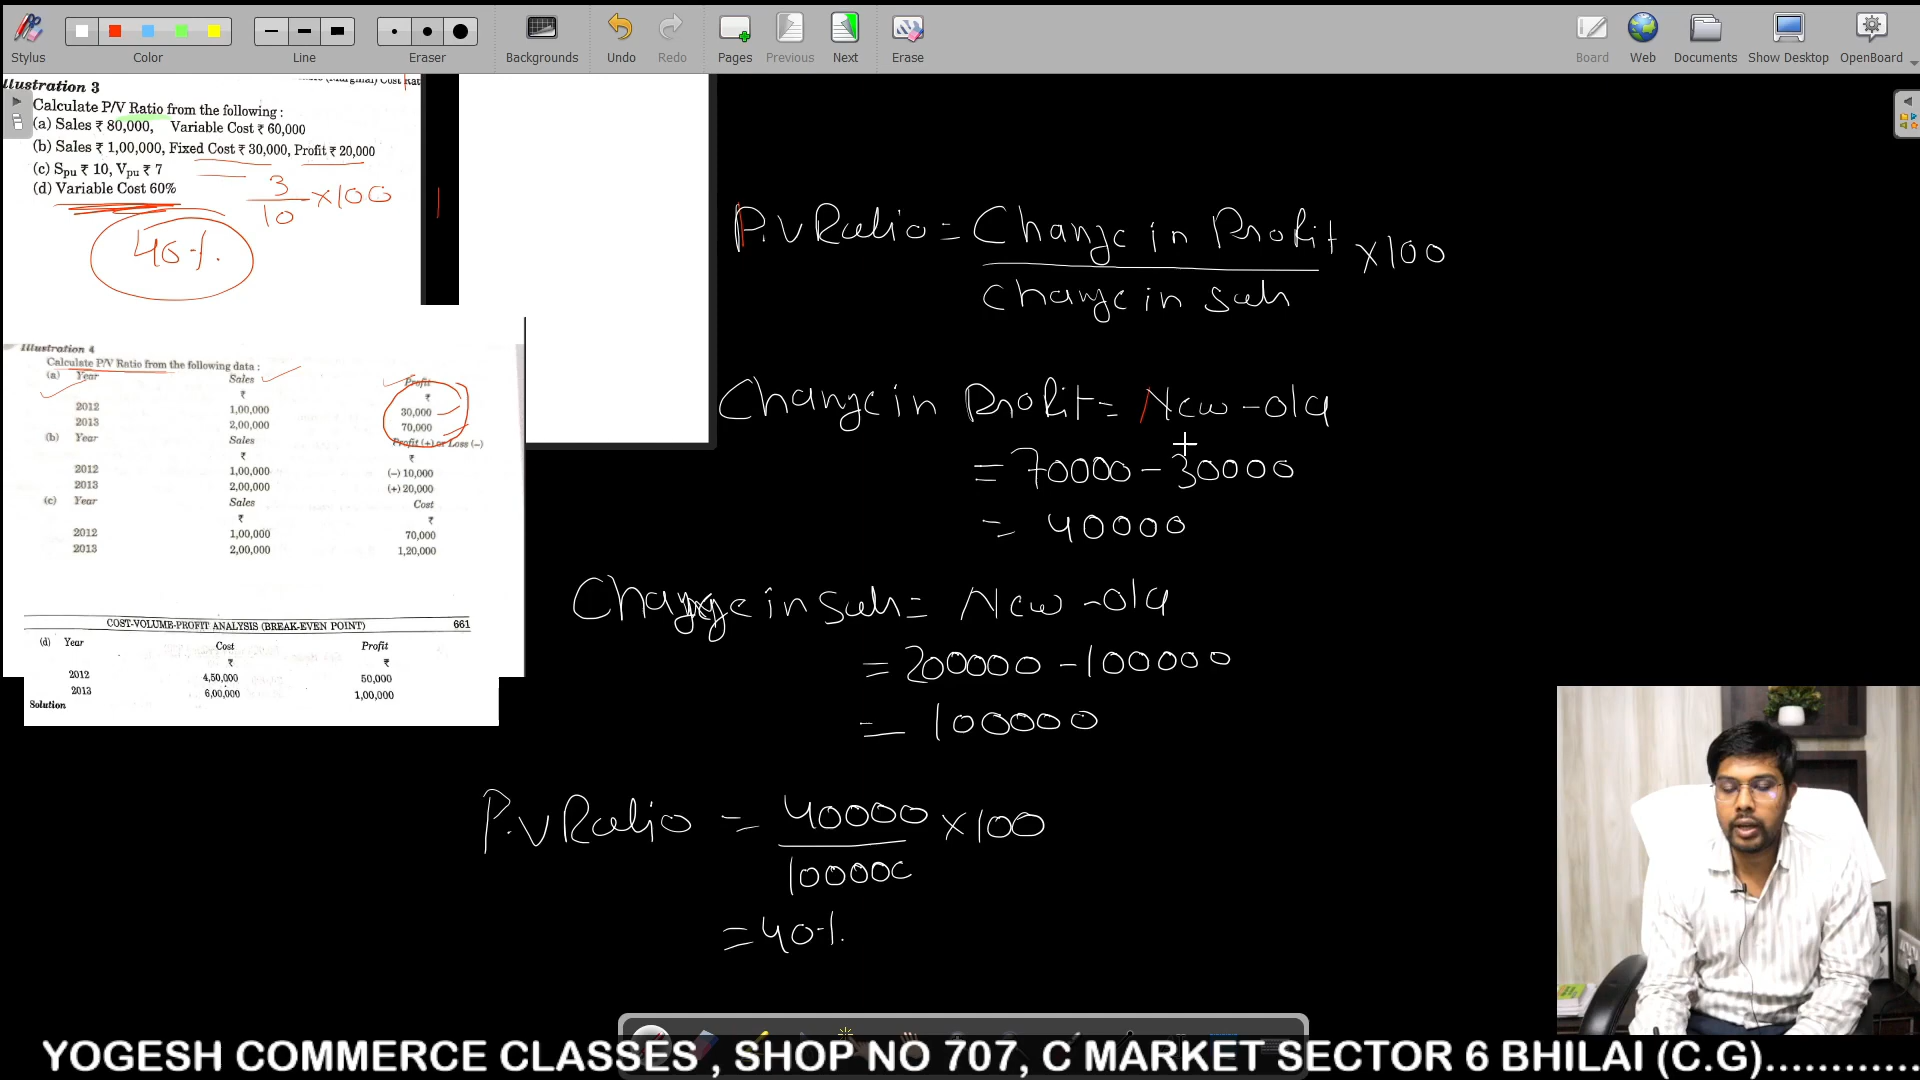 Stylus Color Line Eraser Backgrounds Undo Redo Pages Previous Next Erase Board Web Documents Show Desktop OpenBoard
llustration 3
Calculate P/V Ratio from the following :
(a) Sales ₹ 80,000, Variable Cost ₹ 60,000
(b) Sales ₹ 1,00,000, Fixed Cost ₹ 30,000, Profit ₹ 20,000
(c) Spu ₹ 10, Vpu ₹ 7
(d) Variable Cost 60%
3
10 ×100
40%
Illustration 4
Calculate P/V Ratio from the following data :
(a) Year Sales Profit
₹ ₹
2012 1,00,000 30,000
2013 2,00,000 70,000
(b) Year Sales Profit (+) or Loss (–)
₹ ₹
2012 1,00,000 (–) 10,000
2013 2,00,000 (+) 20,000
(c) Year Sales Cost
₹ ₹
2012 1,00,000 70,000
2013 2,00,000 1,20,000
COST-VOLUME-PROFIT ANALYSIS (BREAK-EVEN POINT) 661
(d) Year Cost Profit
₹ ₹
2012 4,50,000 50,000
2013 6,00,000 1,00,000
Solution
P.V Ratio = Change in Profit ×100
Change in Sales
Change in Profit = New - old
= 70000 - 30000
= 40000
Change in Sales = New - old
= 200000 - 100000
= 100000
P.V Ratio = 40000 ×100
100000
= 40%
YOGESH COMMERCE CLASSES , SHOP NO 707, C MARKET SECTOR 6 BHILAI (C.G)............